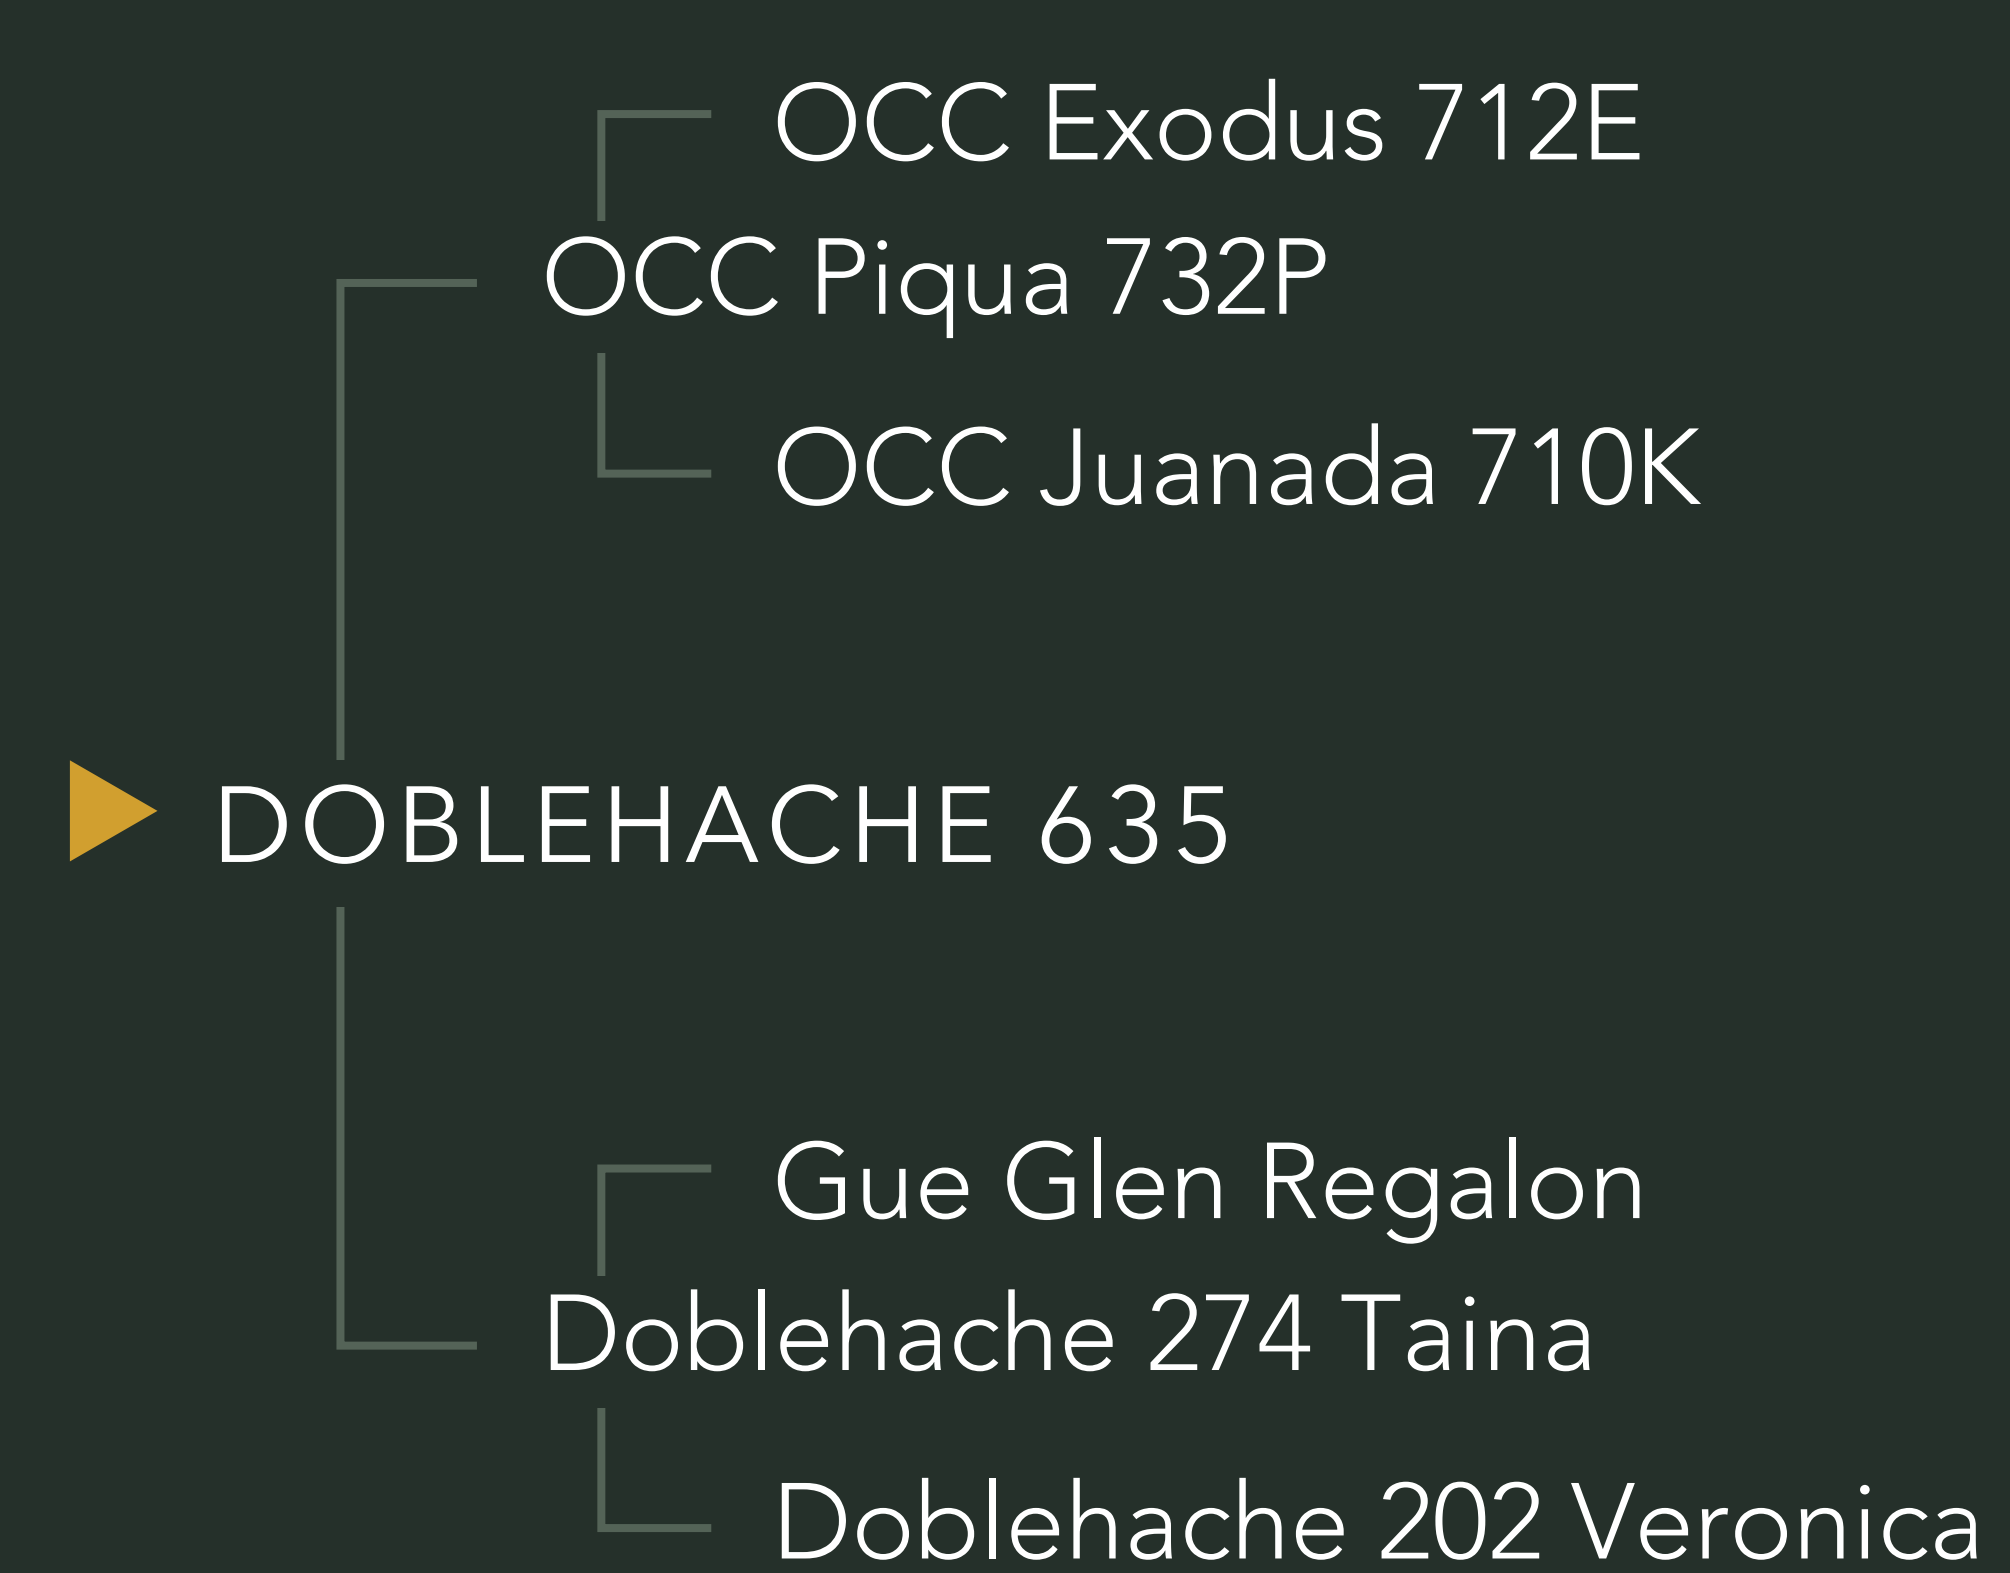 OCC Exodus 712E
OCC Piqua 732P
OCC Juanada 710K
DOBLEHACHE 635
Gue Glen Regalon
Doblehache 274 Taina
Doblehache 202 Veronica